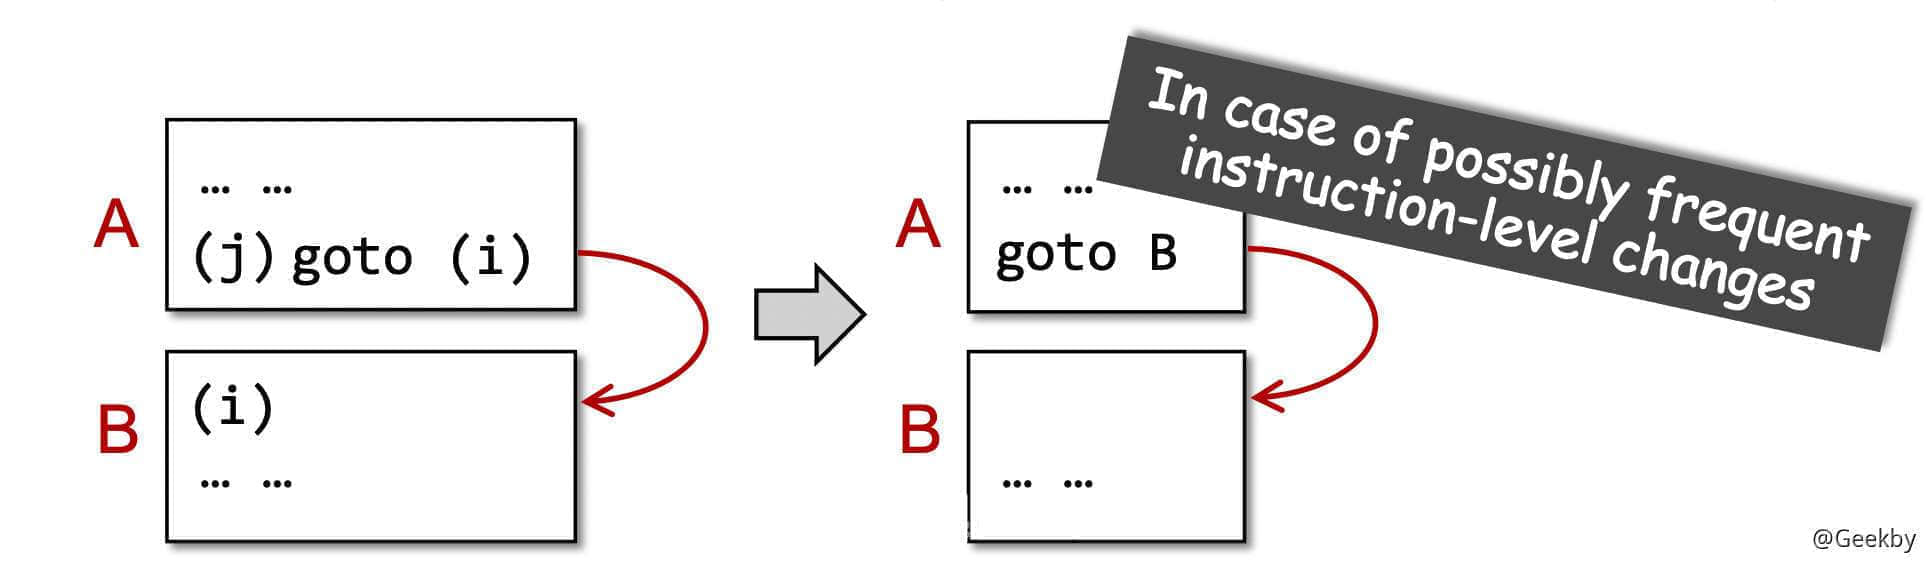 In case of possibly frequent
instruction-level changes
A
… …
(j) goto (i)
B
(i)
… …
A
… …
goto B
B
… …
@Geekby